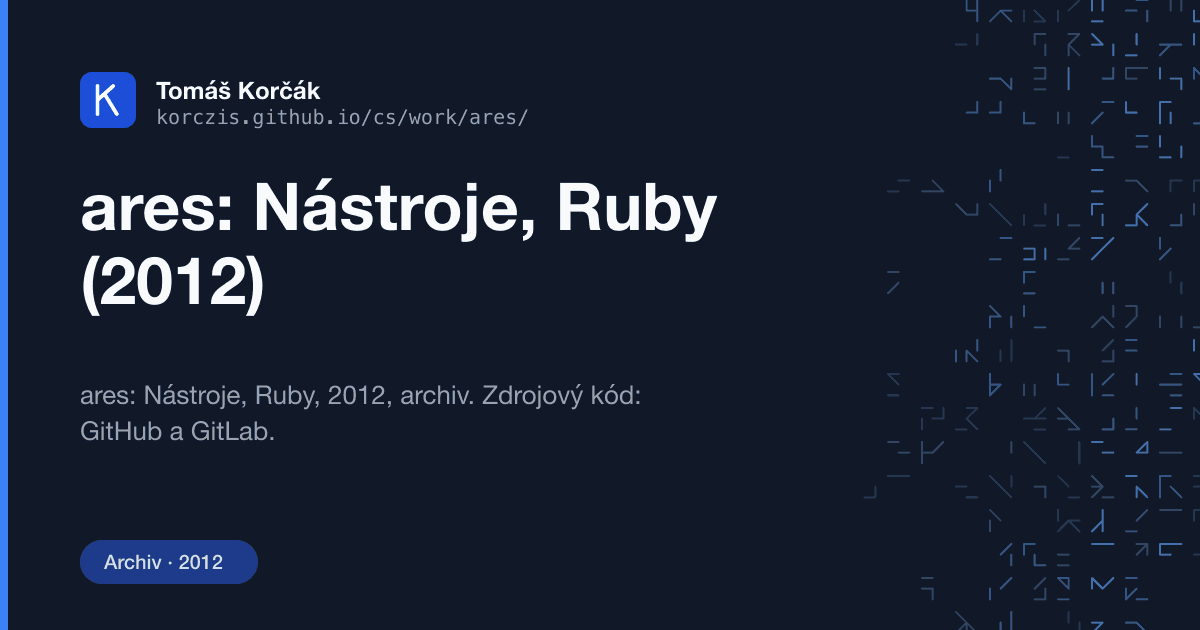 K
Tomáš Korčák
korczis.github.io/cs/work/ares/
ares: Nástroje, Ruby
(2012)
ares: Nástroje, Ruby, 2012, archiv. Zdrojový kód:
GitHub a GitLab.
Archiv · 2012